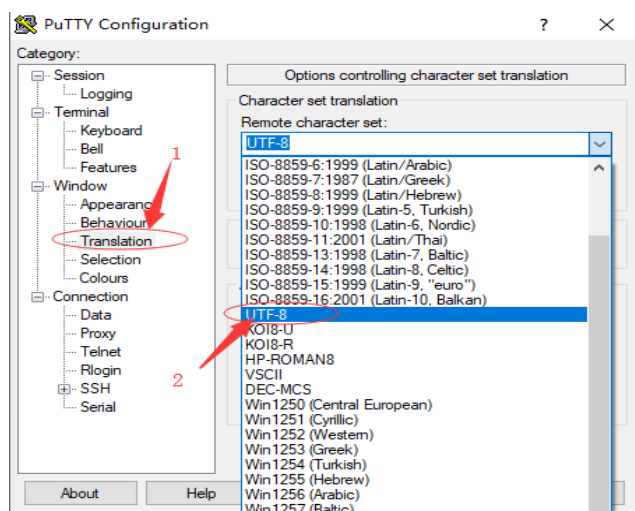 PuTTY Configuration
?
Category:
Session
Logging
Terminal
Keyboard
Bell
Features
Window
Appearanc
Behaviour
Translation
Selection
Colours
Connection
Data
Proxy
Telnet
Rlogin
SSH
Serial
1
2
Options controlling character set translation
Character set translation
Remote character set:
UTF-8
ISO-8859-6:1999 (Latin/Arabic)
ISO-8859-7:1987 (Latin/Greek)
ISO-8859-8:1999 (Latin/Hebrew)
ISO-8859-9:1999 (Latin-5, Turkish)
ISO-8859-10:1998 (Latin-6, Nordic)
ISO-8859-11:2001 (Latin/Thai)
ISO-8859-13:1998 (Latin-7, Baltic)
ISO-8859-14:1998 (Latin-8, Celtic)
ISO-8859-15:1999 (Latin-9, "euro")
ISO-8859-16:2001 (Latin-10, Balkan)
UTF-8
KOI8-U
KOI8-R
HP-ROMAN8
VSCII
DEC-MCS
Win1250 (Central European)
Win1251 (Cyrillic)
Win1252 (Western)
Win1253 (Greek)
Win1254 (Turkish)
Win1255 (Hebrew)
Win1256 (Arabic)
Win1257 (Baltic)
About
Help